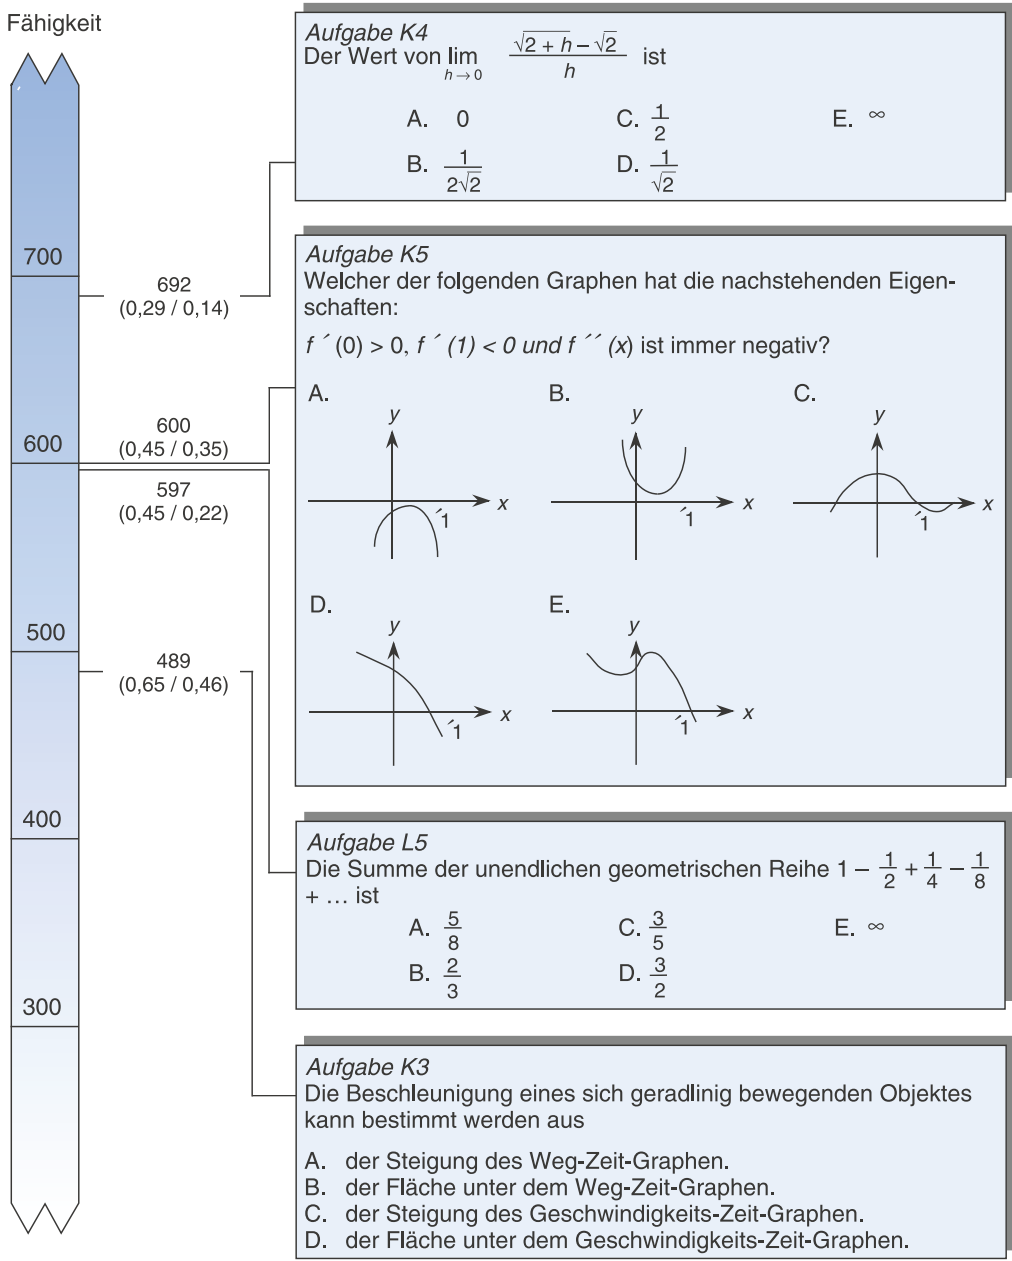 Fähigkeit
700
600
500
400
300
692
(0,29 / 0,14)
600
(0,45 / 0,35)
597
(0,45 / 0,22)
489
(0,65 / 0,46)
Aufgabe K4
Der Wert von lim h→0 (√2 + h – √2)/h ist
A. 0
C. 1/2
E. ∞
B. 1/(2√2)
D. 1/√2
Aufgabe K5
Welcher der folgenden Graphen hat die nachstehenden Eigen-
schaften:
f ´ (0) > 0, f ´ (1) < 0 und f ´´ (x) ist immer negativ?
A.
y
x
´1
B.
y
x
´1
C.
y
x
´1
D.
y
x
´1
E.
y
x
´1
Aufgabe L5
Die Summe der unendlichen geometrischen Reihe 1 – 1/2 + 1/4 – 1/8
+ … ist
A. 5/8
C. 3/5
E. ∞
B. 2/3
D. 3/2
Aufgabe K3
Die Beschleunigung eines sich geradlinig bewegenden Objektes
kann bestimmt werden aus
A. der Steigung des Weg-Zeit-Graphen.
B. der Fläche unter dem Weg-Zeit-Graphen.
C. der Steigung des Geschwindigkeits-Zeit-Graphen.
D. der Fläche unter dem Geschwindigkeits-Zeit-Graphen.